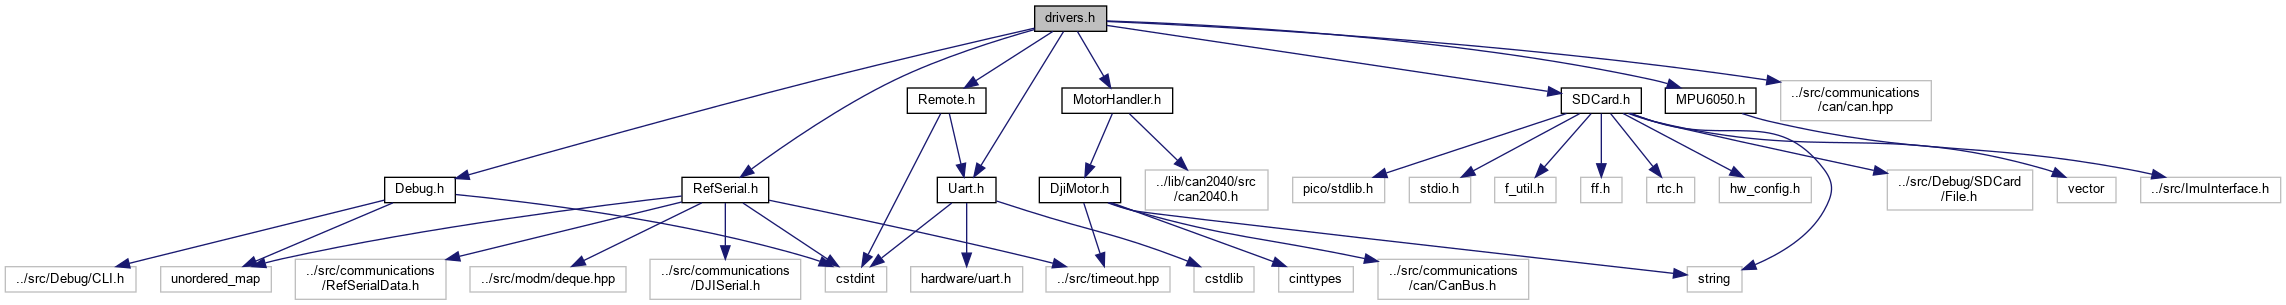 drivers.h
Remote.h
MotorHandler.h
SDCard.h
MPU6050.h
../src/communications
/can/can.hpp
Debug.h
RefSerial.h
Uart.h
DjiMotor.h
../lib/can2040/src
/can2040.h
pico/stdlib.h
stdio.h
f_util.h
ff.h
rtc.h
hw_config.h
../src/Debug/SDCard
/File.h
vector
../src/ImuInterface.h
../src/Debug/CLI.h
unordered_map
../src/communications
/RefSerialData.h
../src/modm/deque.hpp
../src/communications
/DJISerial.h
cstdint
hardware/uart.h
../src/timeout.hpp
cstdlib
cinttypes
../src/communications
/can/CanBus.h
string